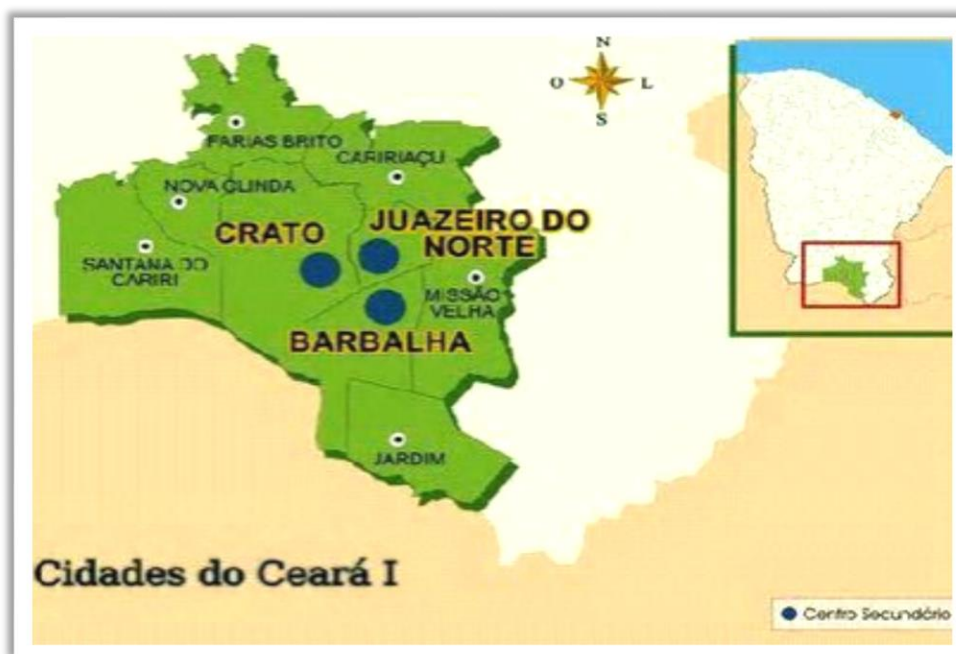 N
O
L
S
FARIAS BRITO
CARIRIAÇU
NOVA OLINDA
CRATO
JUAZEIRO DO
NORTE
SANTANA DO
CARIRI
MISSÃO
VELHA
BARBALHA
JARDIM
Cidades do Ceará I
Centro Secundário